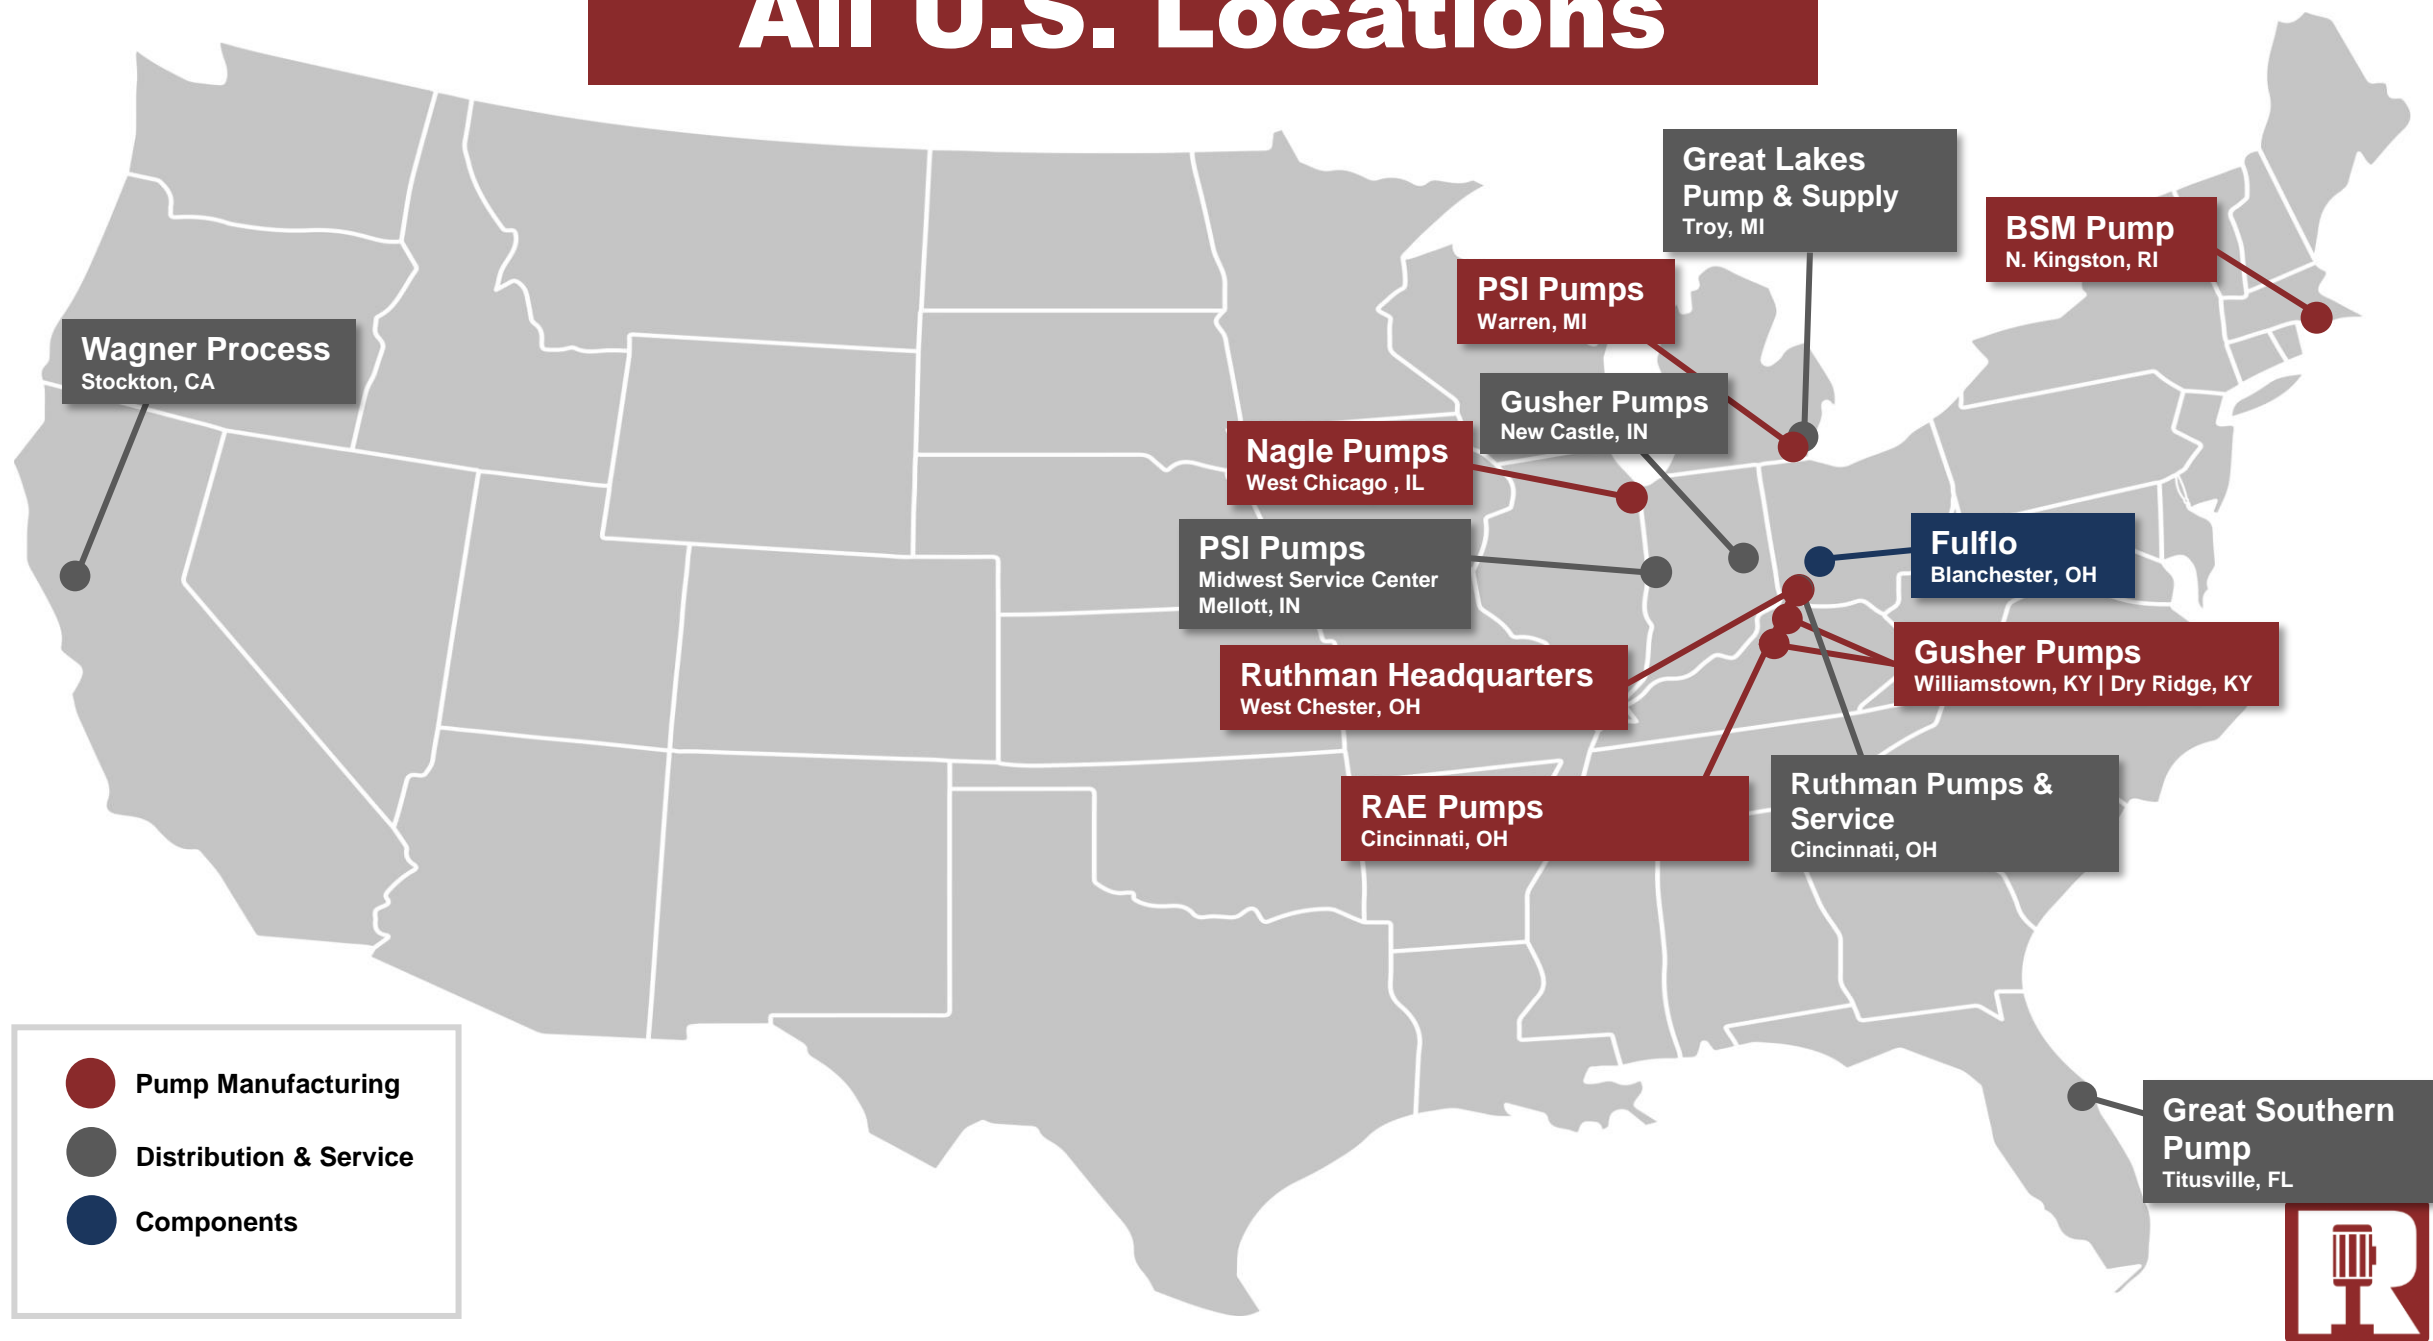 All U.S. Locations
Great Lakes
Pump & Supply
Troy, MI
BSM Pump
N. Kingston, RI
PSI Pumps
Warren, MI
Wagner Process
Stockton, CA
Gusher Pumps
New Castle, IN
Nagle Pumps
West Chicago , IL
PSI Pumps
Midwest Service Center
Mellott, IN
Fulflo
Blanchester, OH
Ruthman Headquarters
West Chester, OH
Gusher Pumps
Williamstown, KY | Dry Ridge, KY
RAE Pumps
Cincinnati, OH
Ruthman Pumps &
Service
Cincinnati, OH
Pump Manufacturing
Distribution & Service
Components
Great Southern
Pump
Titusville, FL
R